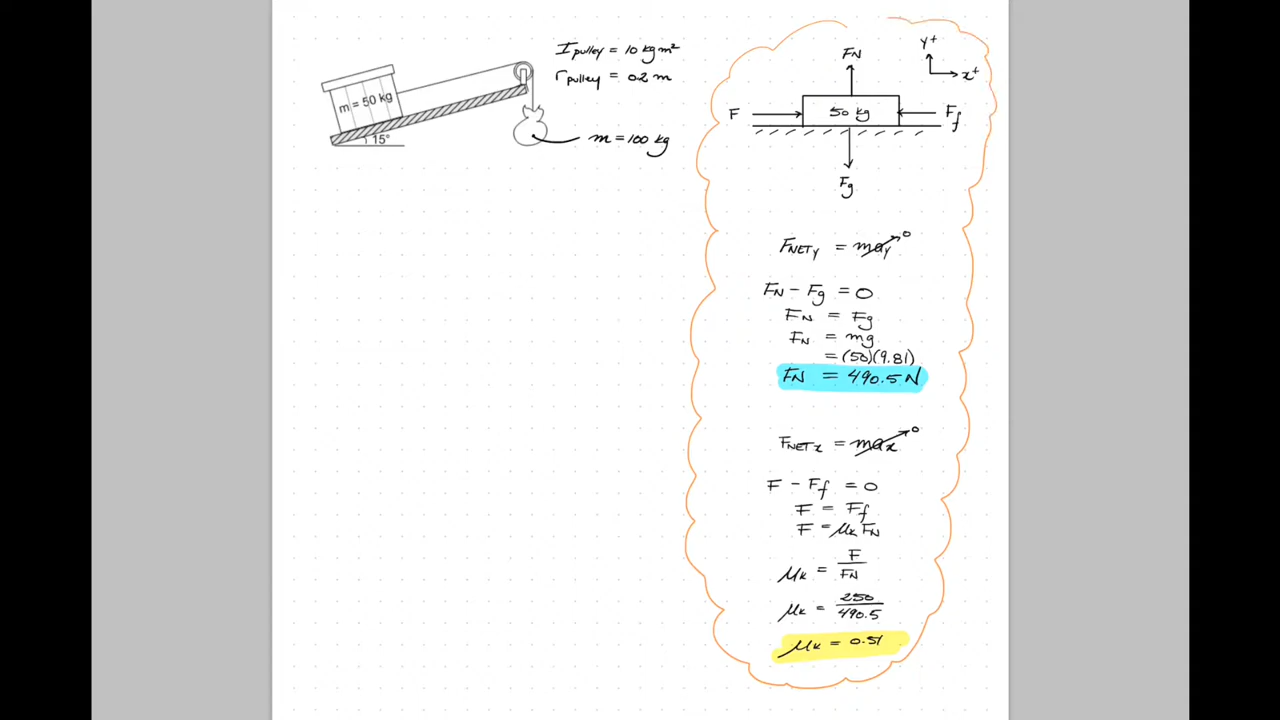 I pulley = 10 kg m²
r pulley = 0.2 m
m = 50 kg
15°
m = 100 kg
Y+
x+
FN
F
50 kg
Ff
Fg
FNETy = may → 0
FN - Fg = 0
FN = Fg
FN = mg
= (50)(9.81)
FN = 490.5 N
FNETx = max → 0
F - Ff = 0
F = Ff
F = μk FN
μk = F / FN
μk = 250 / 490.5
μk = 0.51